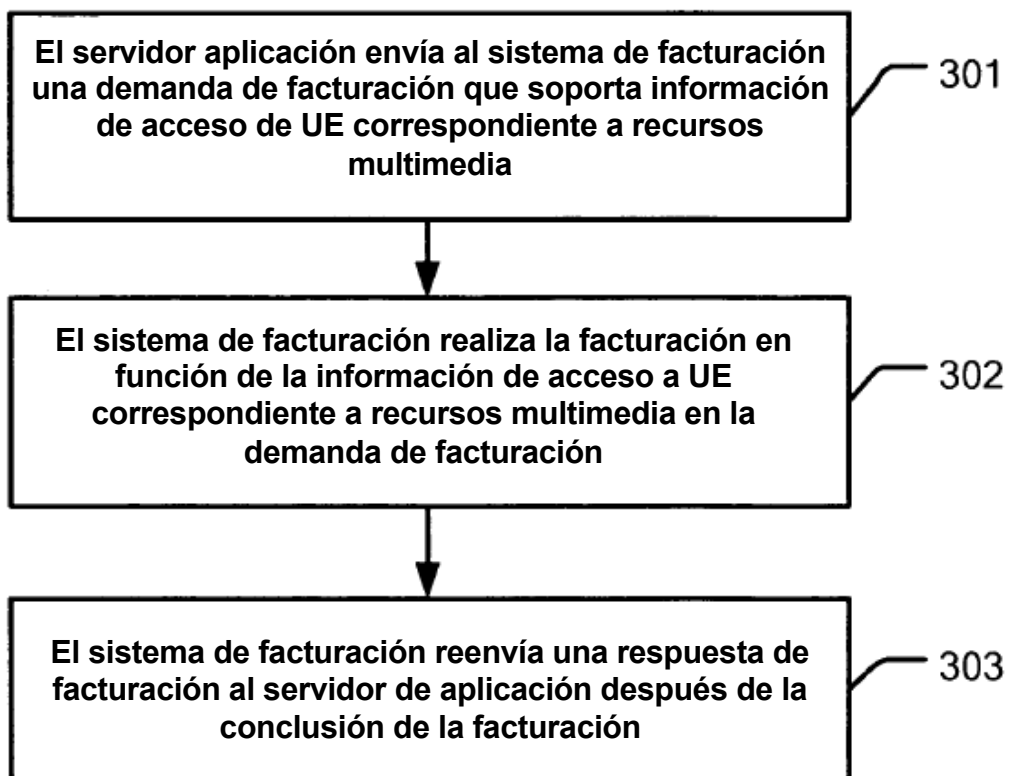 El servidor aplicación envía al sistema de facturación
una demanda de facturación que soporta información
de acceso de UE correspondiente a recursos
multimedia
301
El sistema de facturación realiza la facturación en
función de la información de acceso a UE
correspondiente a recursos multimedia en la
demanda de facturación
302
El sistema de facturación reenvía una respuesta de
facturación al servidor de aplicación después de la
conclusión de la facturación
303